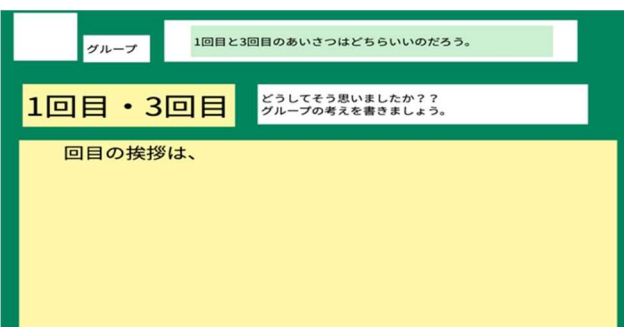 グループ
1回目と3回目のあいさつはどちらいいのだろう。
1回目・3回目
どうしてそう思いましたか？？
グループの考えを書きましょう。
回目の挨拶は、